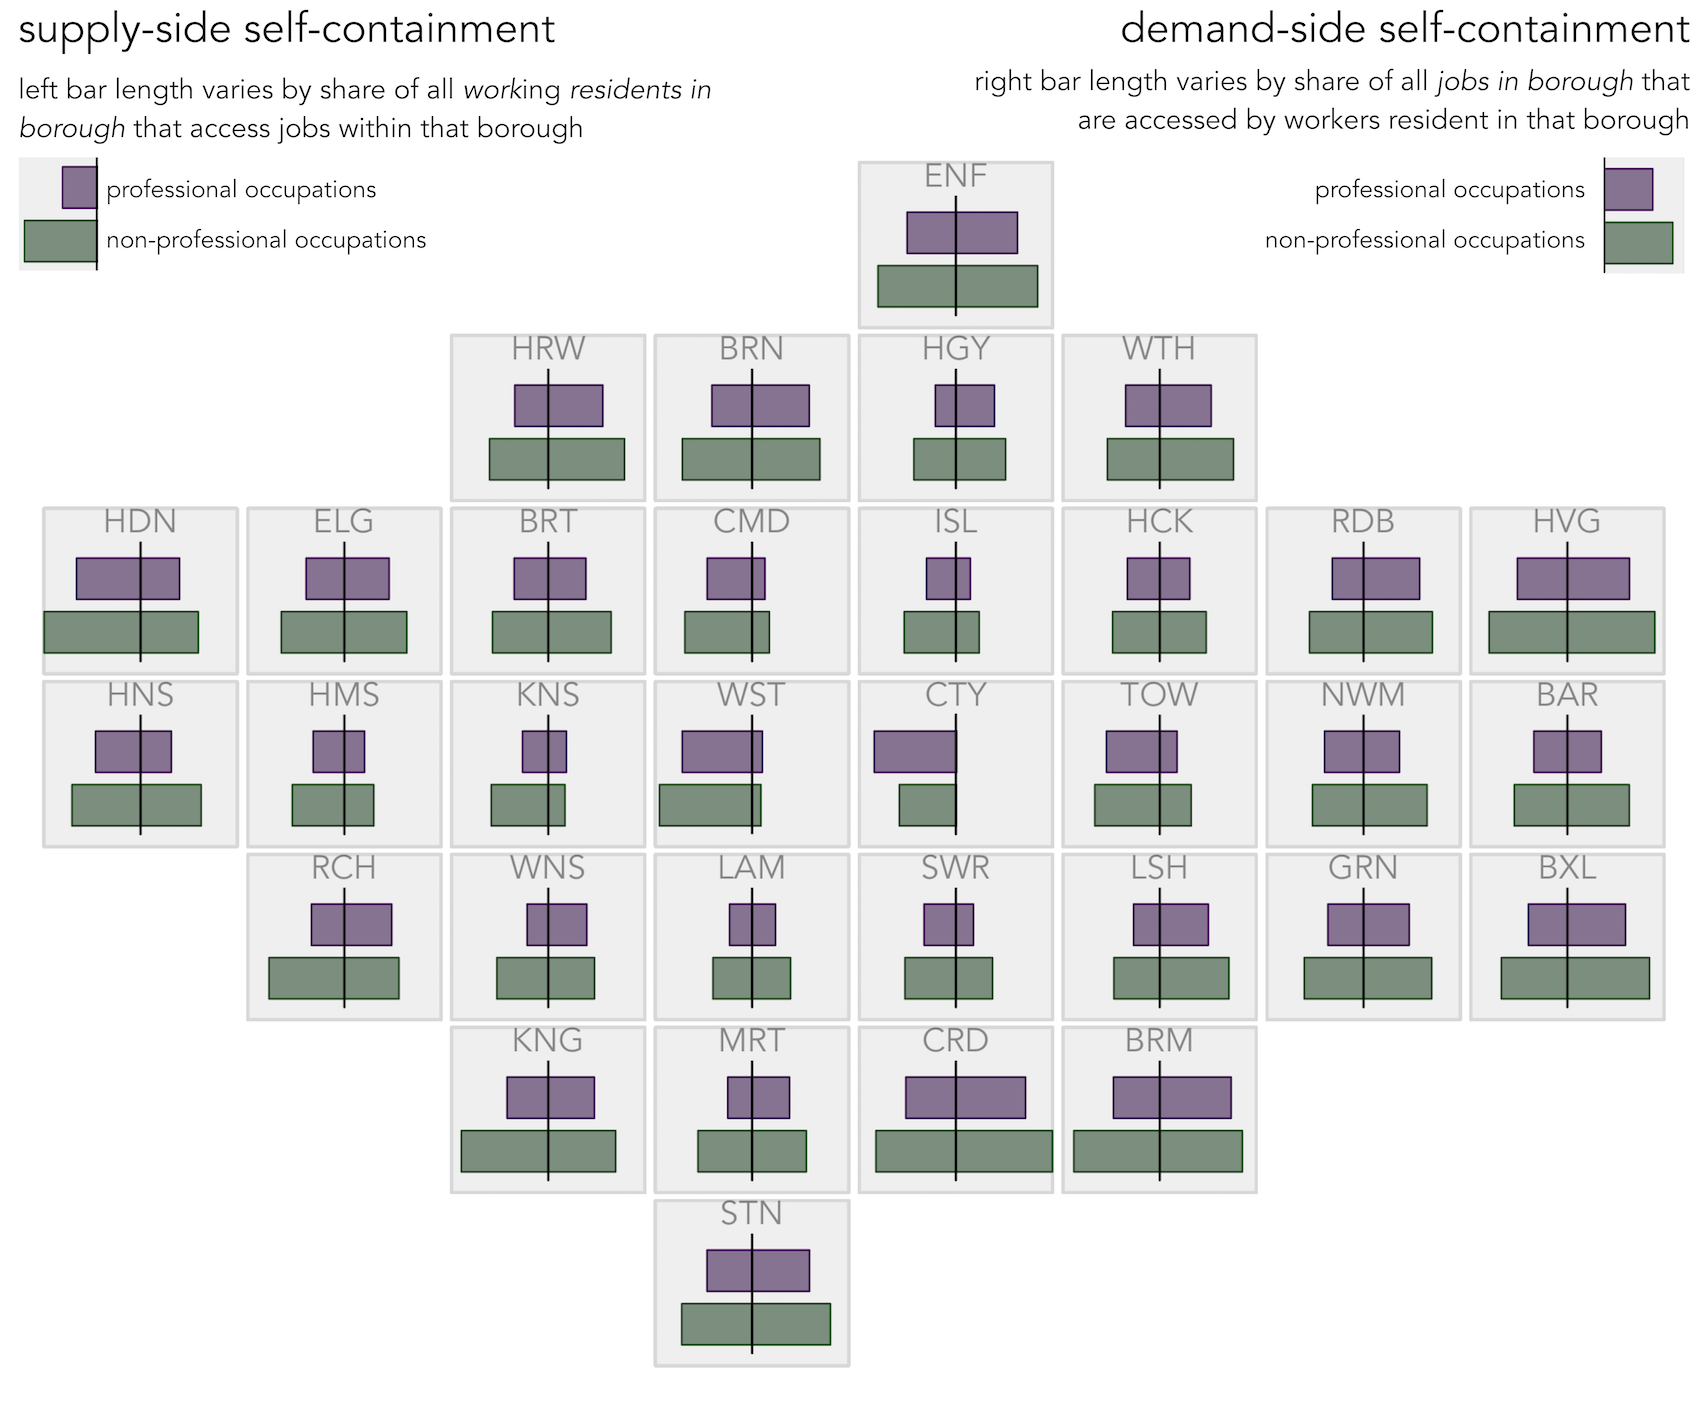 supply-side self-containment
left bar length varies by share of all working residents in
borough that access jobs within that borough
professional occupations
non-professional occupations
demand-side self-containment
right bar length varies by share of all jobs in borough that
are accessed by workers resident in that borough
professional occupations
non-professional occupations
ENF
HRW BRN HGY WTH
HDN ELG BRT CMD ISL HCK RDB HVG
HNS HMS KNS WST CTY TOW NWM BAR
RCH WNS LAM SWR LSH GRN BXL
KNG MRT CRD BRM
STN